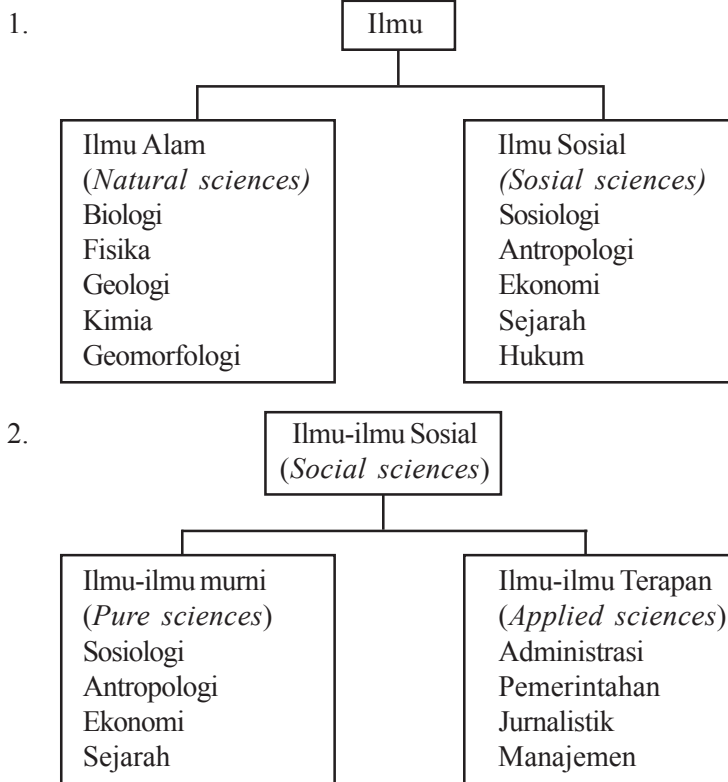 1.
Ilmu
Ilmu Alam
(Natural sciences)
Biologi
Fisika
Geologi
Kimia
Geomorfologi
Ilmu Sosial
(Sosial sciences)
Sosiologi
Antropologi
Ekonomi
Sejarah
Hukum
2.
Ilmu-ilmu Sosial
(Social sciences)
Ilmu-ilmu murni
(Pure sciences)
Sosiologi
Antropologi
Ekonomi
Sejarah
Ilmu-ilmu Terapan
(Applied sciences)
Administrasi
Pemerintahan
Jurnalistik
Manajemen